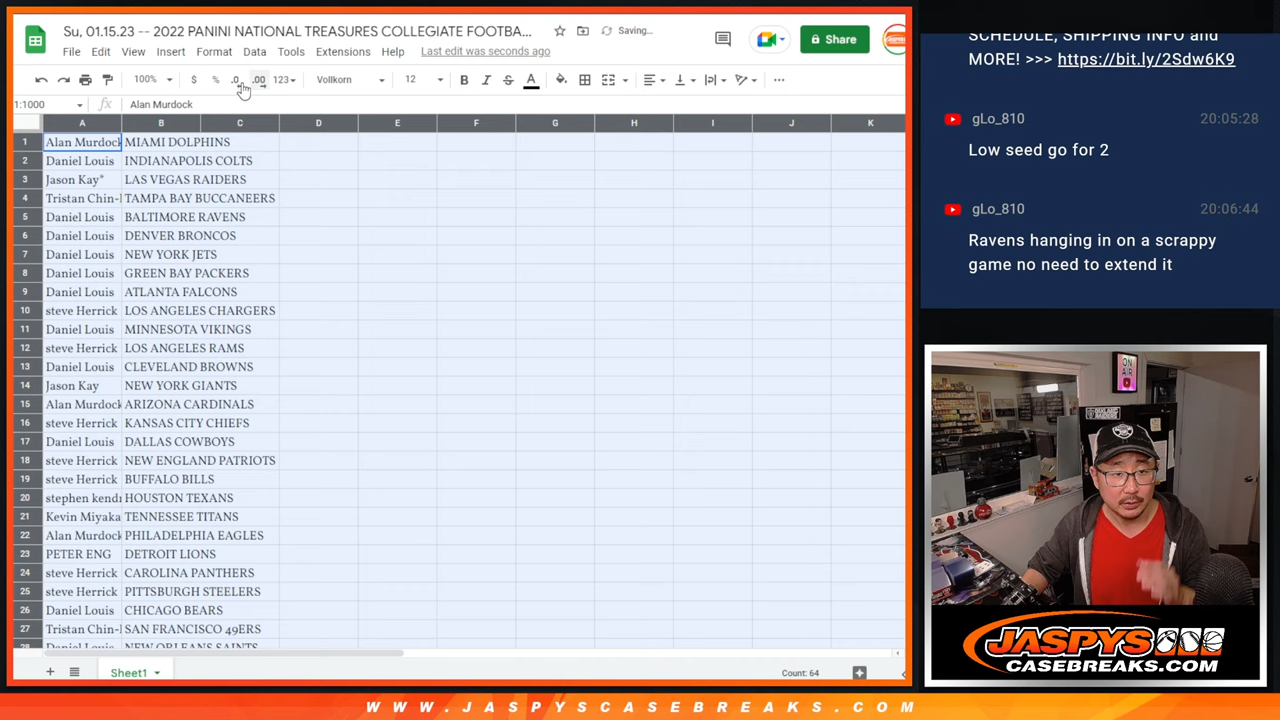 Su, 01.15.23 -- 2022 PANINI NATIONAL TREASURES COLLEGIATE FOOTBA...
Saving...
File Edit View Insert Format Data Tools Extensions Help Last edit was seconds ago
Share
100% $ % .0 .00 123 Vollkorn 12 B I S A
1:1000 fx Alan Murdock
A B C D E F G H I J K
1 Alan Murdock MIAMI DOLPHINS
2 Daniel Louis INDIANAPOLIS COLTS
3 Jason Kay* LAS VEGAS RAIDERS
4 Tristan Chin- TAMPA BAY BUCCANEERS
5 Daniel Louis BALTIMORE RAVENS
6 Daniel Louis DENVER BRONCOS
7 Daniel Louis NEW YORK JETS
8 Daniel Louis GREEN BAY PACKERS
9 Daniel Louis ATLANTA FALCONS
10 steve Herrick LOS ANGELES CHARGERS
11 Daniel Louis MINNESOTA VIKINGS
12 steve Herrick LOS ANGELES RAMS
13 Daniel Louis CLEVELAND BROWNS
14 Jason Kay NEW YORK GIANTS
15 Alan Murdock ARIZONA CARDINALS
16 steve Herrick KANSAS CITY CHIEFS
17 Daniel Louis DALLAS COWBOYS
18 steve Herrick NEW ENGLAND PATRIOTS
19 steve Herrick BUFFALO BILLS
20 stephen kendr HOUSTON TEXANS
21 Kevin Miyaka TENNESSEE TITANS
22 Alan Murdock PHILADELPHIA EAGLES
23 PETER ENG DETROIT LIONS
24 steve Herrick CAROLINA PANTHERS
25 steve Herrick PITTSBURGH STEELERS
26 Daniel Louis CHICAGO BEARS
27 Tristan Chin- SAN FRANCISCO 49ERS
28 Daniel Louis NEW ORLEANS SAINTS
Sheet1
Count: 64
SCHEDULE, SHIPPING INFO and
MORE! >>> https://bit.ly/2Sdw6K9
gLo_810 20:05:28
Low seed go for 2
gLo_810 20:06:44
Ravens hanging in on a scrappy
game no need to extend it
ON
AIR
JASPYS
CASEBREAKS.COM
WWW.JASPYSCASEBREAKS.COM